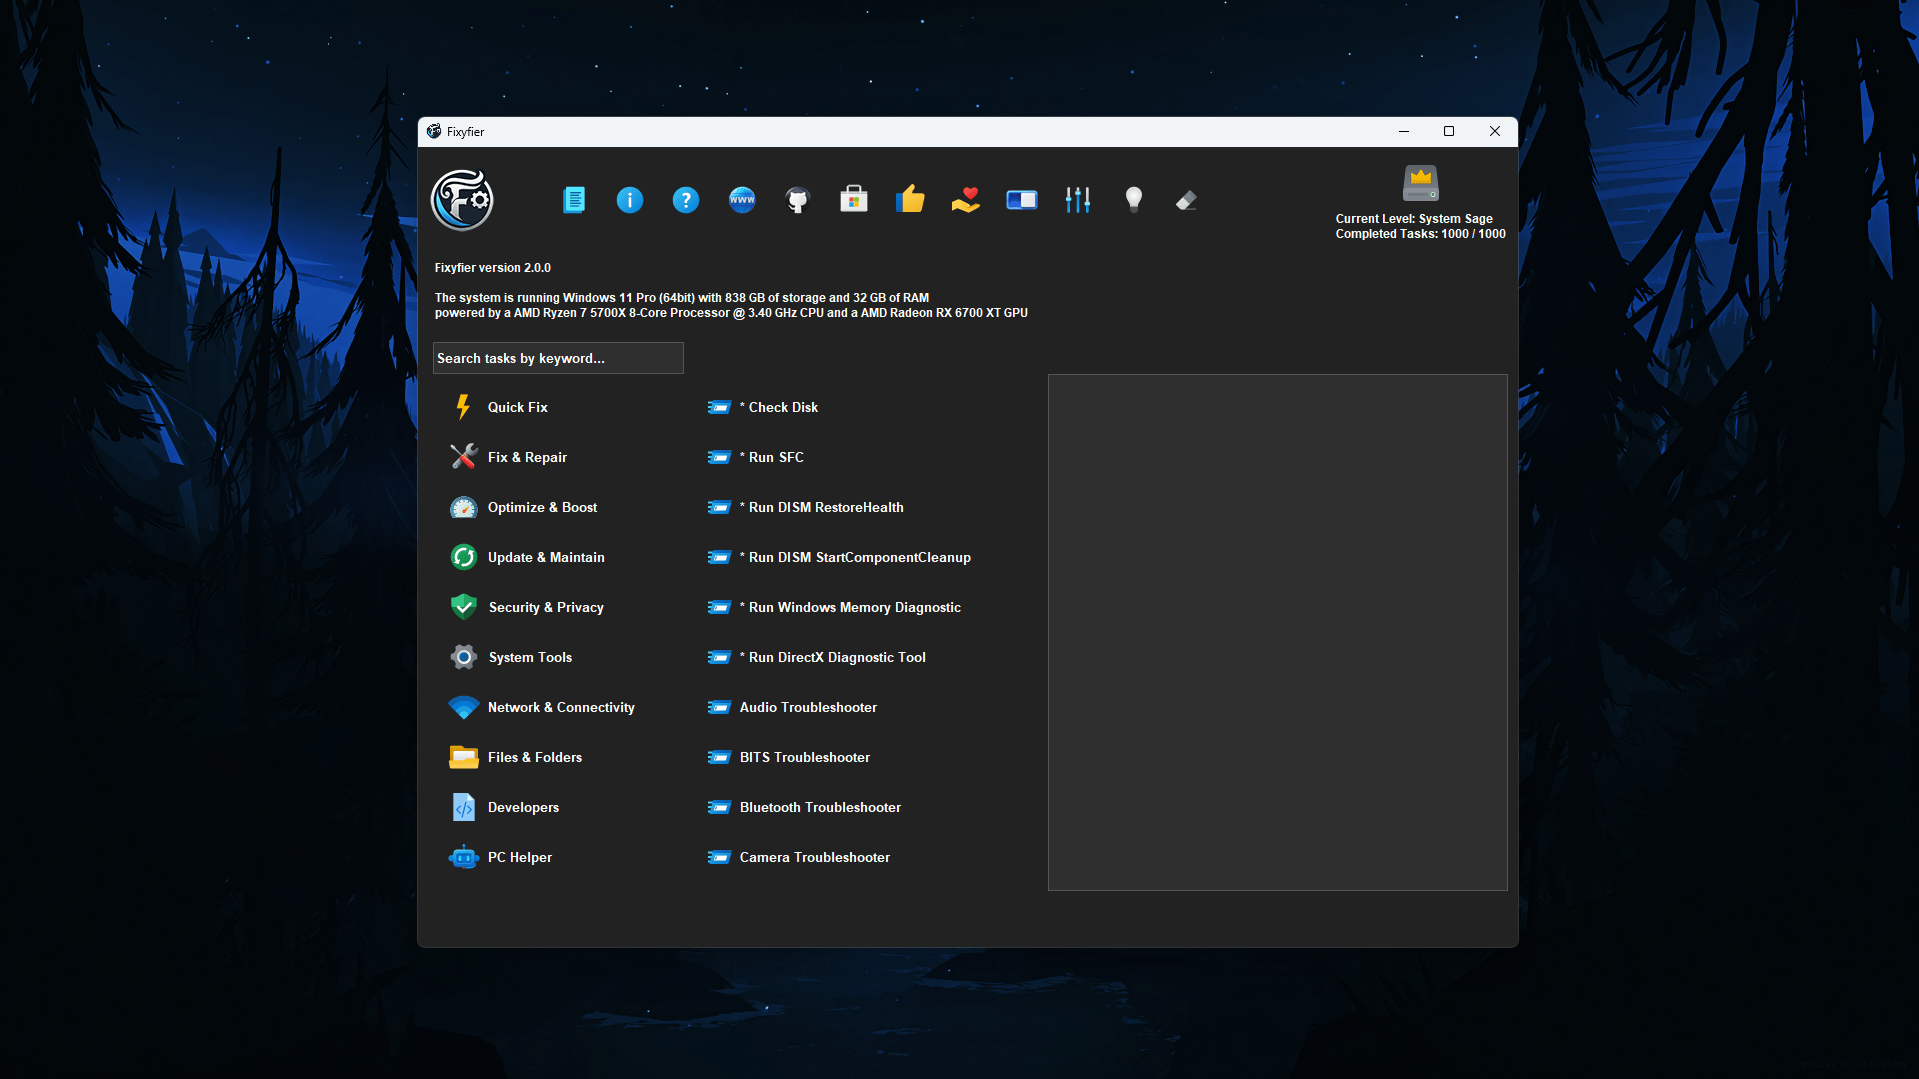 Fixyfier
www
Current Level: System Sage
Completed Tasks: 1000 / 1000
Fixyfier version 2.0.0
The system is running Windows 11 Pro (64bit) with 838 GB of storage and 32 GB of RAM
powered by a AMD Ryzen 7 5700X 8-Core Processor @ 3.40 GHz CPU and a AMD Radeon RX 6700 XT GPU
Search tasks by keyword...
Quick Fix
Fix & Repair
Optimize & Boost
Update & Maintain
Security & Privacy
System Tools
Network & Connectivity
Files & Folders
Developers
PC Helper
* Check Disk
* Run SFC
* Run DISM RestoreHealth
* Run DISM StartComponentCleanup
* Run Windows Memory Diagnostic
* Run DirectX Diagnostic Tool
Audio Troubleshooter
BITS Troubleshooter
Bluetooth Troubleshooter
Camera Troubleshooter